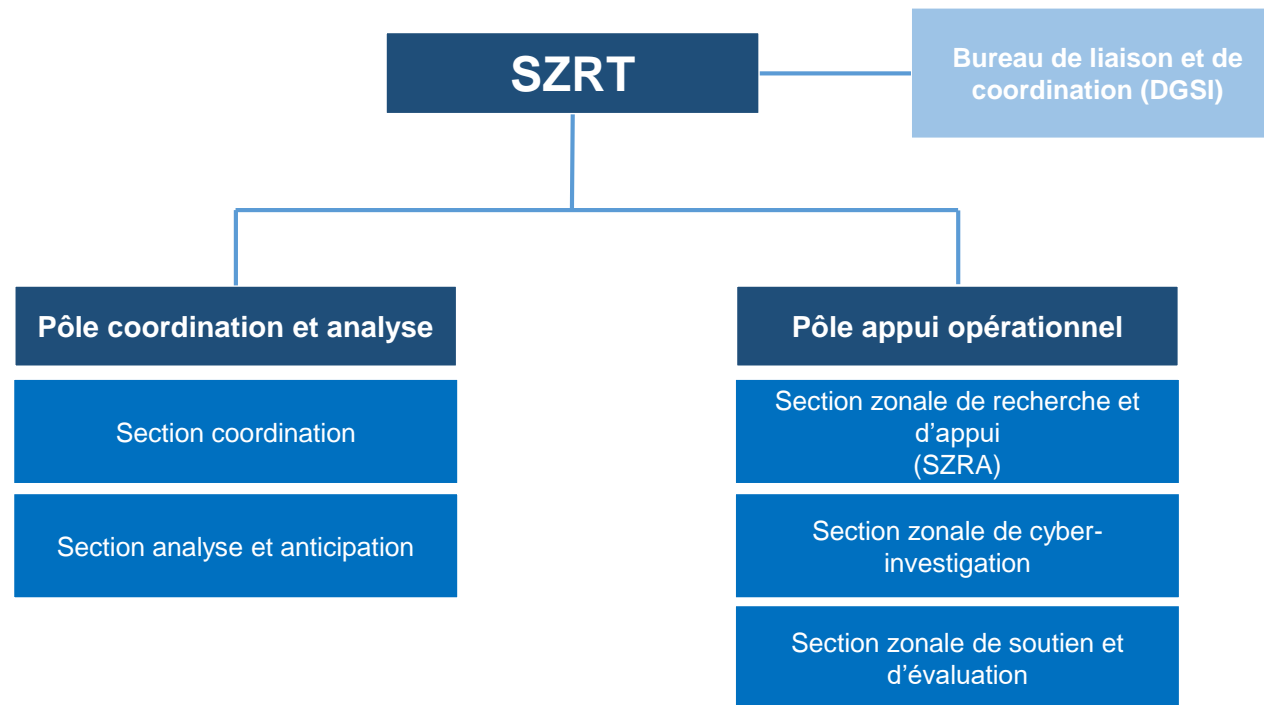 SZRT
Bureau de liaison et de
coordination (DGSI)
Pôle coordination et analyse
Section coordination
Section analyse et anticipation
Pôle appui opérationnel
Section zonale de recherche et
d’appui
(SZRA)
Section zonale de cyber-
investigation
Section zonale de soutien et
d’évaluation